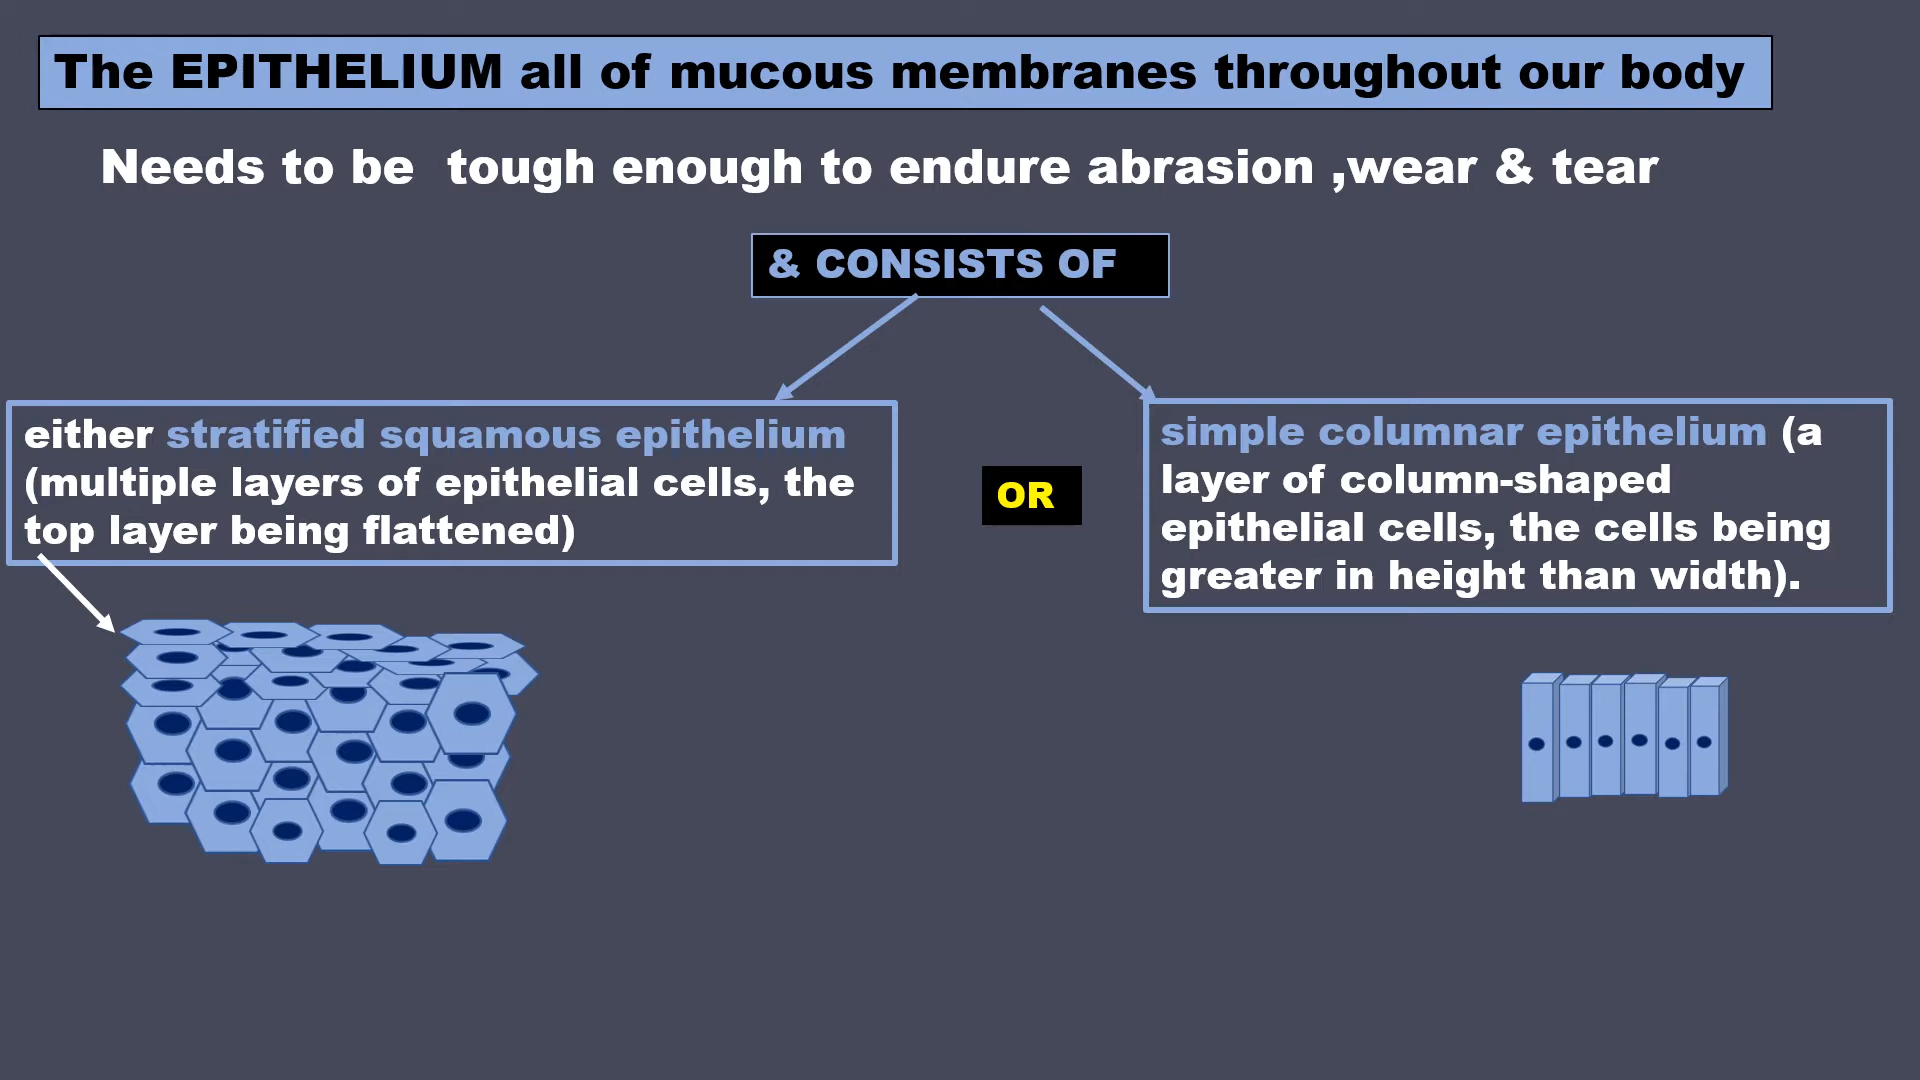 The EPITHELIUM all of mucous membranes throughout our body
Needs to be  tough enough to endure abrasion ,wear & tear
& CONSISTS OF
either stratified squamous epithelium
(multiple layers of epithelial cells, the
top layer being flattened)
OR
simple columnar epithelium (a
layer of column-shaped
epithelial cells, the cells being
greater in height than width).